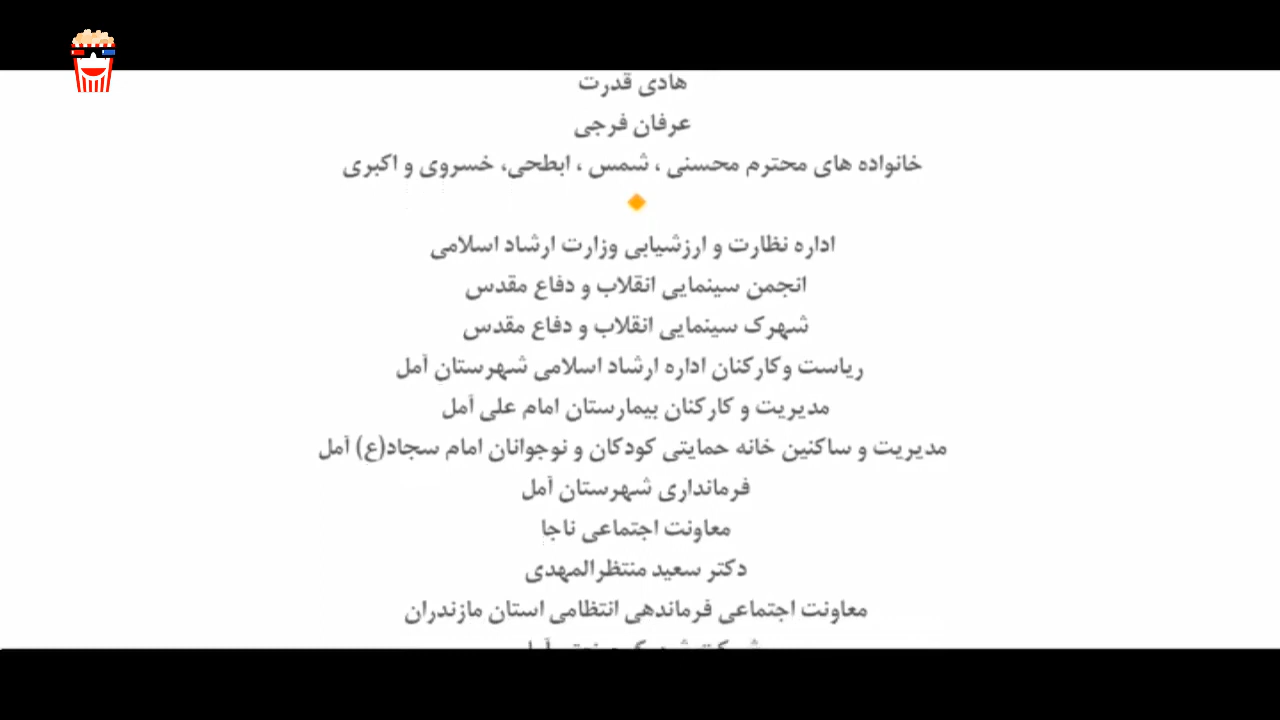 هادی قدرت
عرفان فرجی
خانواده های محترم محسنی ، شمس ، ابطحی، خسروی و اکبری
اداره نظارت و ارزشیابی وزارت ارشاد اسلامی
انجمن سینمایی انقلاب و دفاع مقدس
شهرک سینمایی انقلاب و دفاع مقدس
ریاست وکارکنان اداره ارشاد اسلامی شهرستان آمل
مدیریت و کارکنان بیمارستان امام علی آمل
مدیریت و ساکنین خانه حمایتی کودکان و نوجوانان امام سجاد(ع) آمل
فرمانداری شهرستان آمل
معاونت اجتماعی ناجا
دکتر سعید منتظرالمهدی
معاونت اجتماعی فرماندهی انتظامی استان مازندران